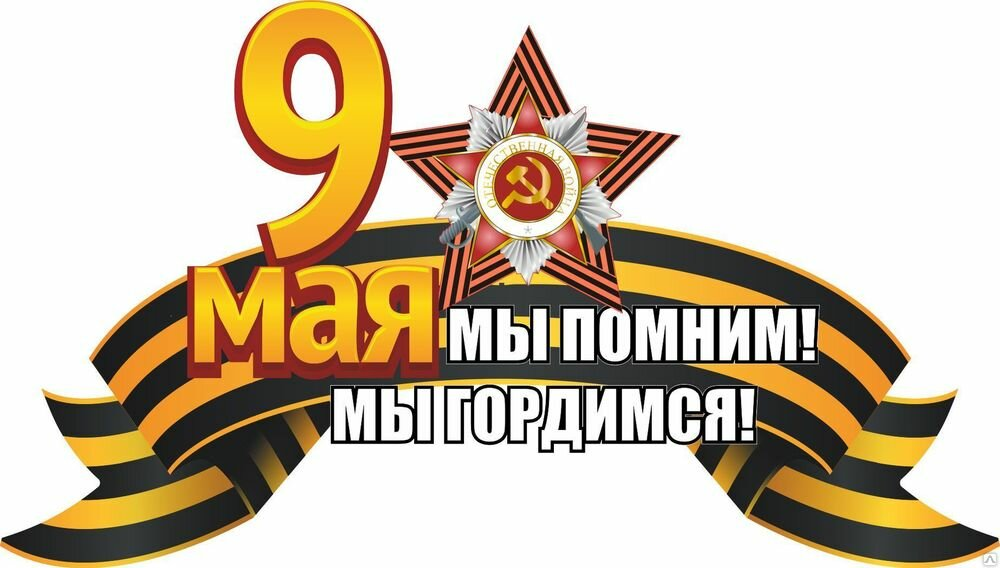 9
мая
ОТЕЧЕСТВЕННАЯ ВОЙНА
МЫ ПОМНИМ!
МЫ ГОРДИМСЯ!